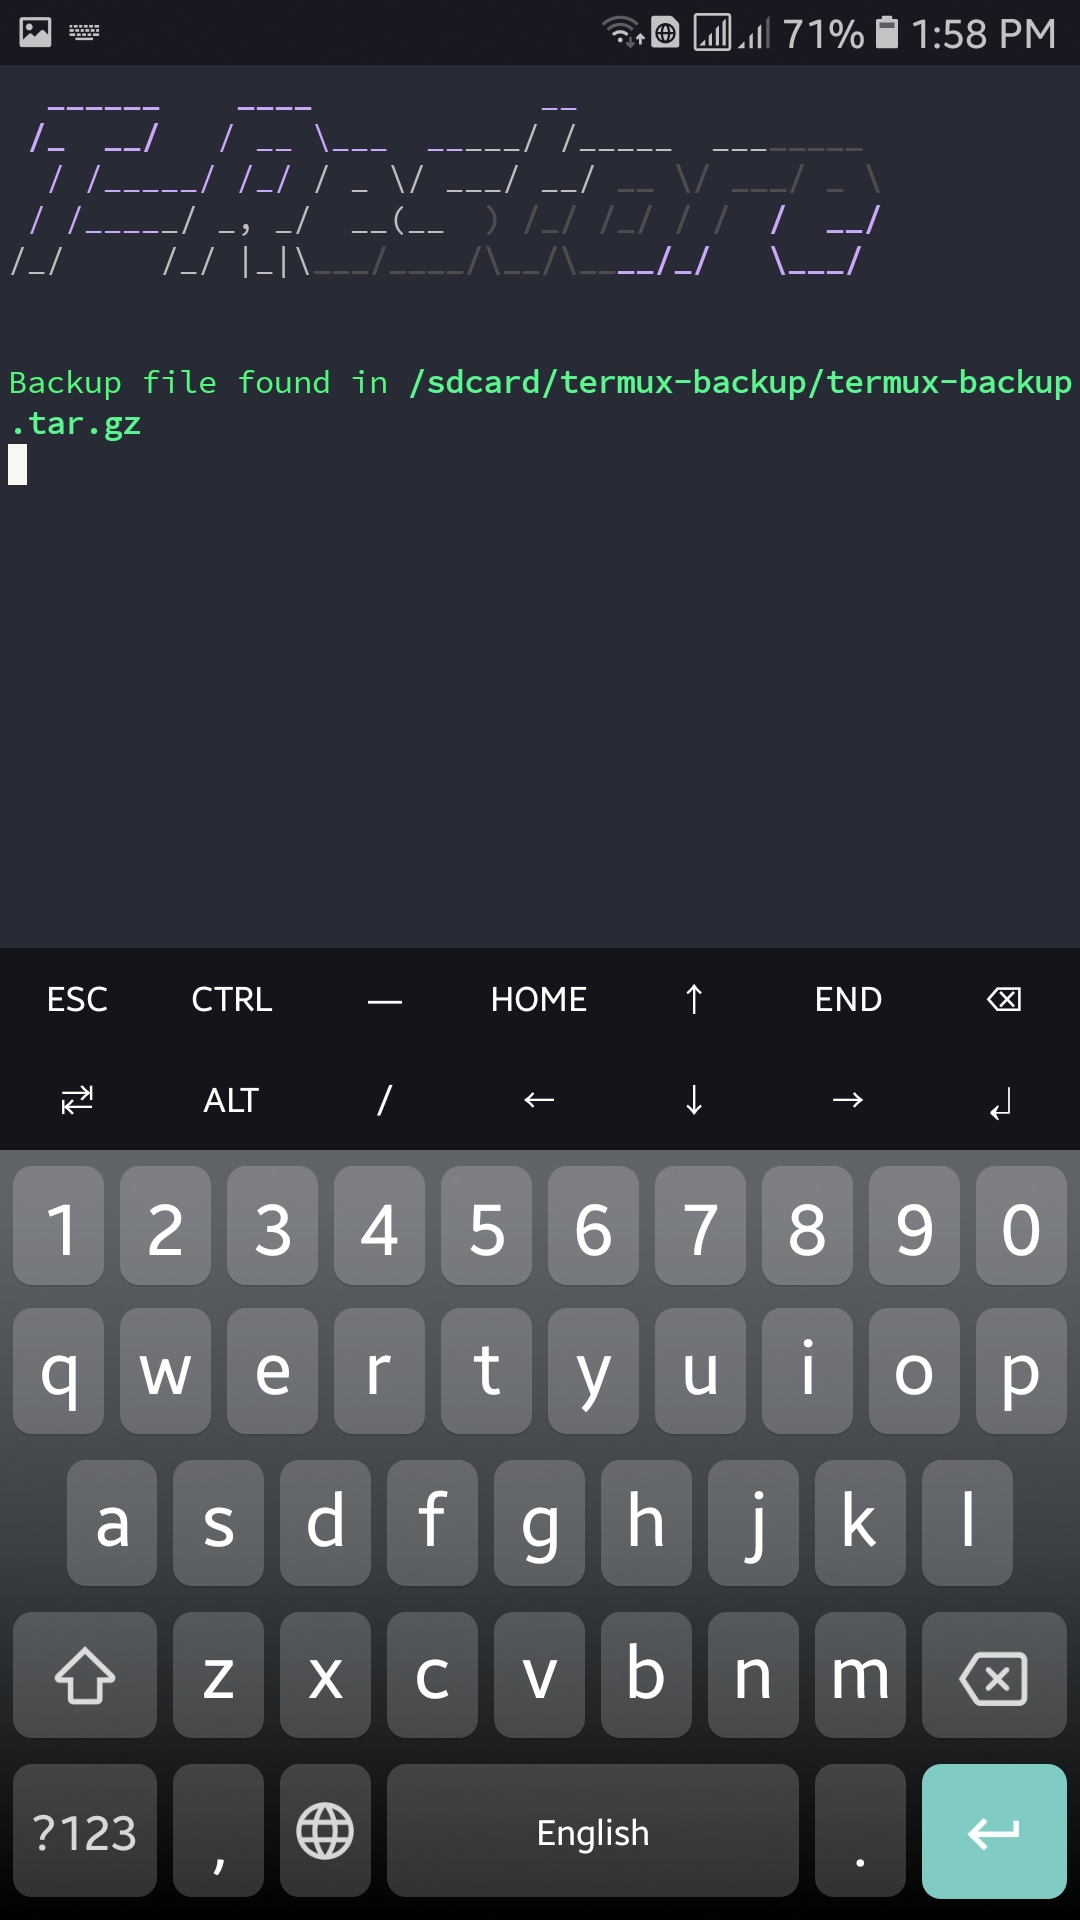 71% 1:58 PM
T-Restore
Backup file found in /sdcard/termux-backup/termux-backup
.tar.gz
ESC CTRL — HOME ↑ END ⌫
⇄ ALT / ← ↓ → ↲
1 2 3 4 5 6 7 8 9 0
q w e r t y u i o p
a s d f g h j k l
z x c v b n m
?123 , English .